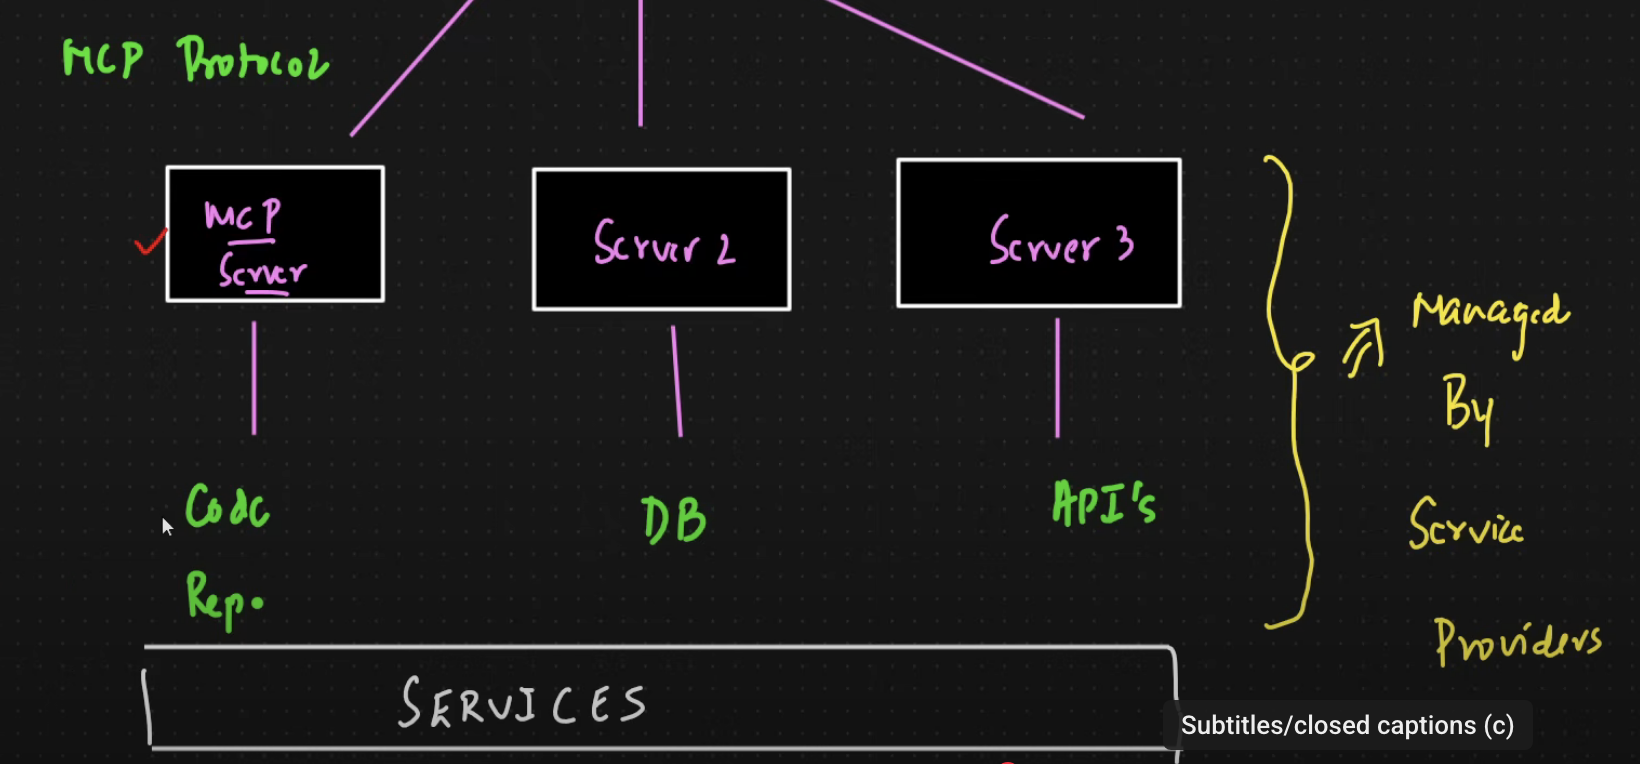 MCP Protocol
MCP
Server
Server 2
Server 3
Managed
By
Service
Providers
Code
Rep.
DB
API's
SERVICES
Subtitles/closed captions (c)